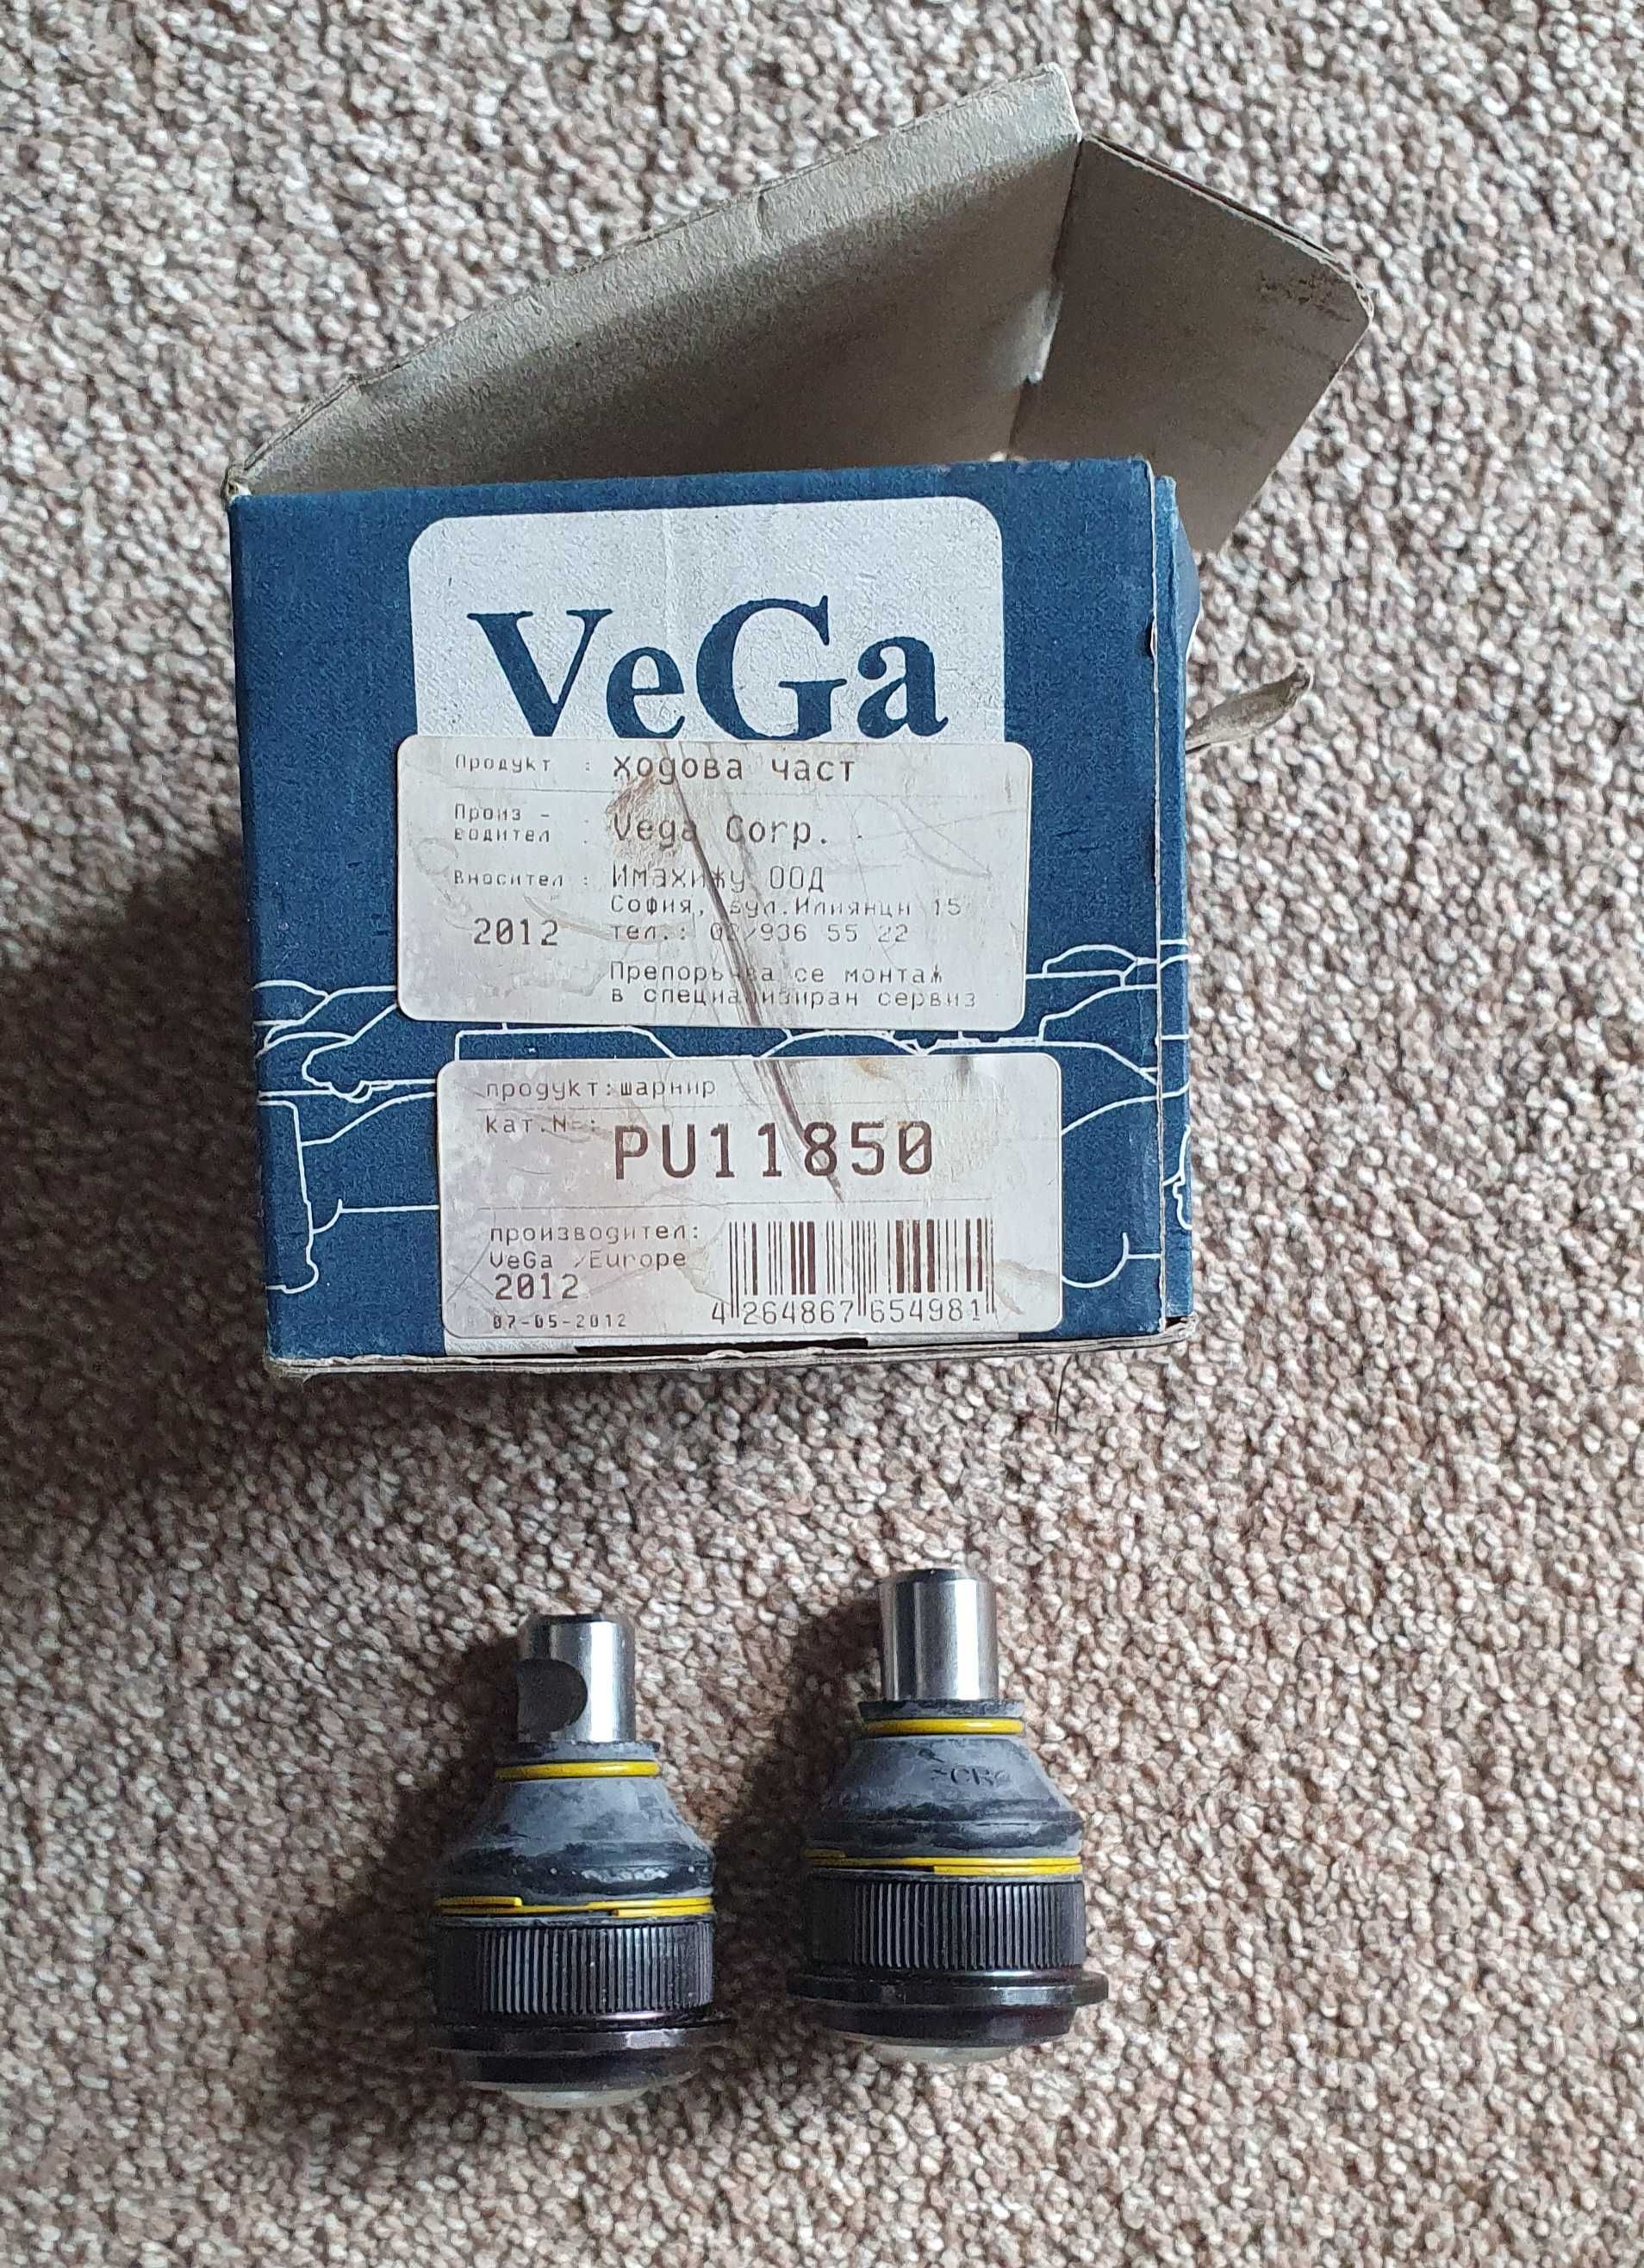 VeGa
Продукт : Ходова част
Произ -
водител : Vega Corp.
Вносител : Имахижу ООД
София, бул.Илиянци 15
2012 тел.: 02/936 55 22
Препоръчва се монтаж
в специализиран сервиз
продукт:шарнир
кат.N=: PU11850
производител:
VeGa /Europe
2012
07-05-2012
4 264867 654981